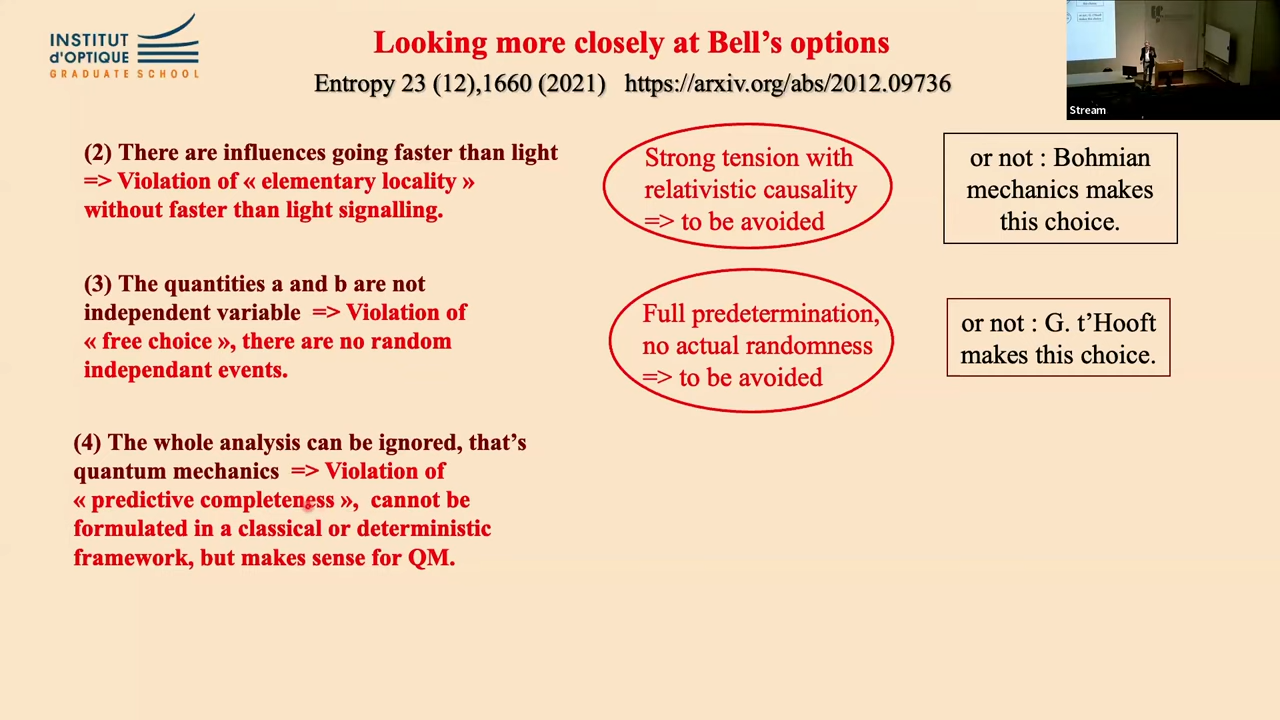 INSTITUT
d'OPTIQUE
GRADUATE SCHOOL
Looking more closely at Bell's options
Entropy 23 (12),1660 (2021) https://arxiv.org/abs/2012.09736
Stream
(2) There are influences going faster than light
=> Violation of « elementary locality »
without faster than light signalling.
Strong tension with
relativistic causality
=> to be avoided
or not : Bohmian
mechanics makes
this choice.
(3) The quantities a and b are not
independent variable => Violation of
« free choice », there are no random
independant events.
Full predetermination,
no actual randomness
=> to be avoided
or not : G. t'Hooft
makes this choice.
(4) The whole analysis can be ignored, that's
quantum mechanics => Violation of
« predictive completeness », cannot be
formulated in a classical or deterministic
framework, but makes sense for QM.